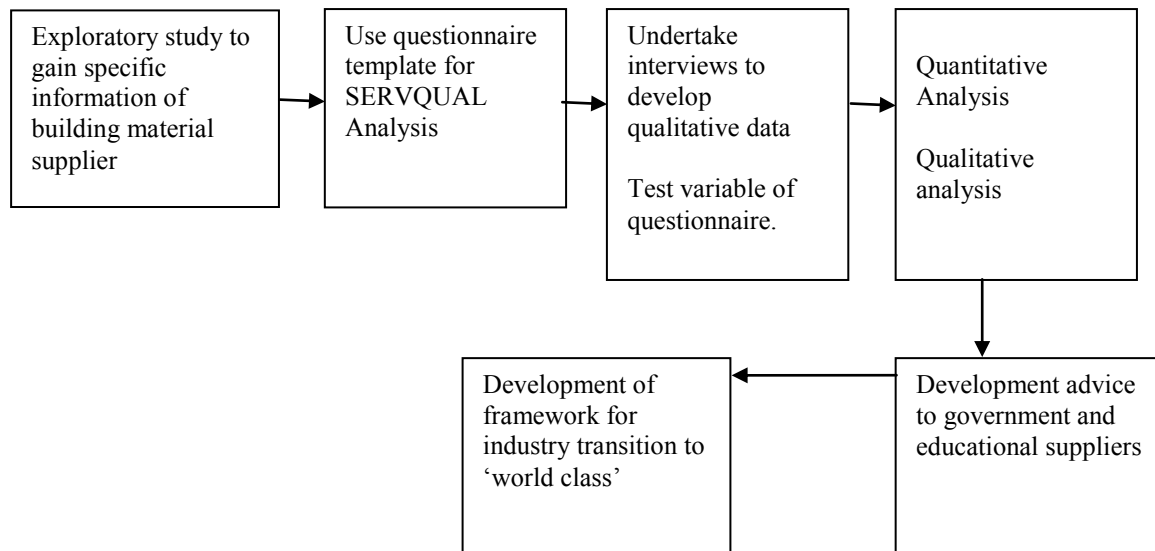 Exploratory study to
gain specific
information of
building material
supplier
Use questionnaire
template for
SERVQUAL
Analysis
Undertake
interviews to
develop
qualitative data
Test variable of
questionnaire.
Quantitative
Analysis
Qualitative
analysis
Development advice
to government and
educational suppliers
Development of
framework for
industry transition to
‘world class’